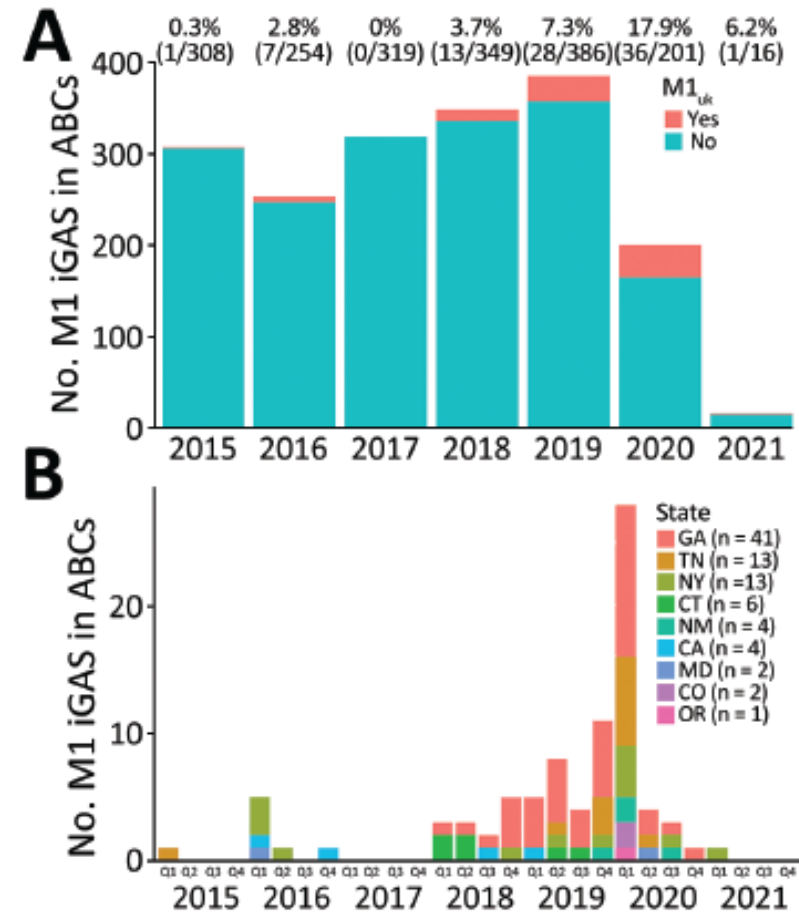 A
0.3% 2.8% 0% 3.7% 7.3% 17.9% 6.2%
(1/308) (7/254) (0/319) (13/349) (28/386) (36/201) (1/16)
No. M1 iGAS in ABCs
400
300
200
100
0
M1uk
Yes
No
2015 2016 2017 2018 2019 2020 2021
B
No. M1 iGAS in ABCs
20
10
0
State
GA (n = 41)
TN (n = 13)
NY (n =13)
CT (n = 6)
NM (n = 4)
CA (n = 4)
MD (n = 2)
CO (n = 2)
OR (n = 1)
Q1 Q2 Q3 Q4 Q1 Q2 Q3 Q4 Q1 Q2 Q3 Q4 Q1 Q2 Q3 Q4 Q1 Q2 Q3 Q4 Q1 Q2 Q3 Q4 Q1 Q2 Q3 Q4
2015 2016 2017 2018 2019 2020 2021